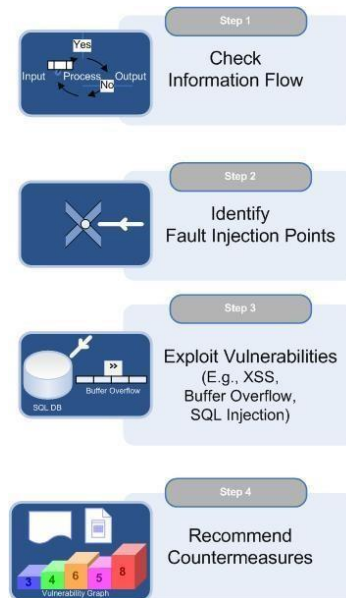 Step 1
Yes
Input Process Output
No
Check
Information Flow
Step 2
Identify
Fault Injection Points
Step 3
»
SQL DB
Buffer Overflow
Exploit Vulnerabilities
(E.g., XSS,
Buffer Overflow,
SQL Injection)
Step 4
3 4 6 5 8
Vulnerability Graph
Recommend
Countermeasures